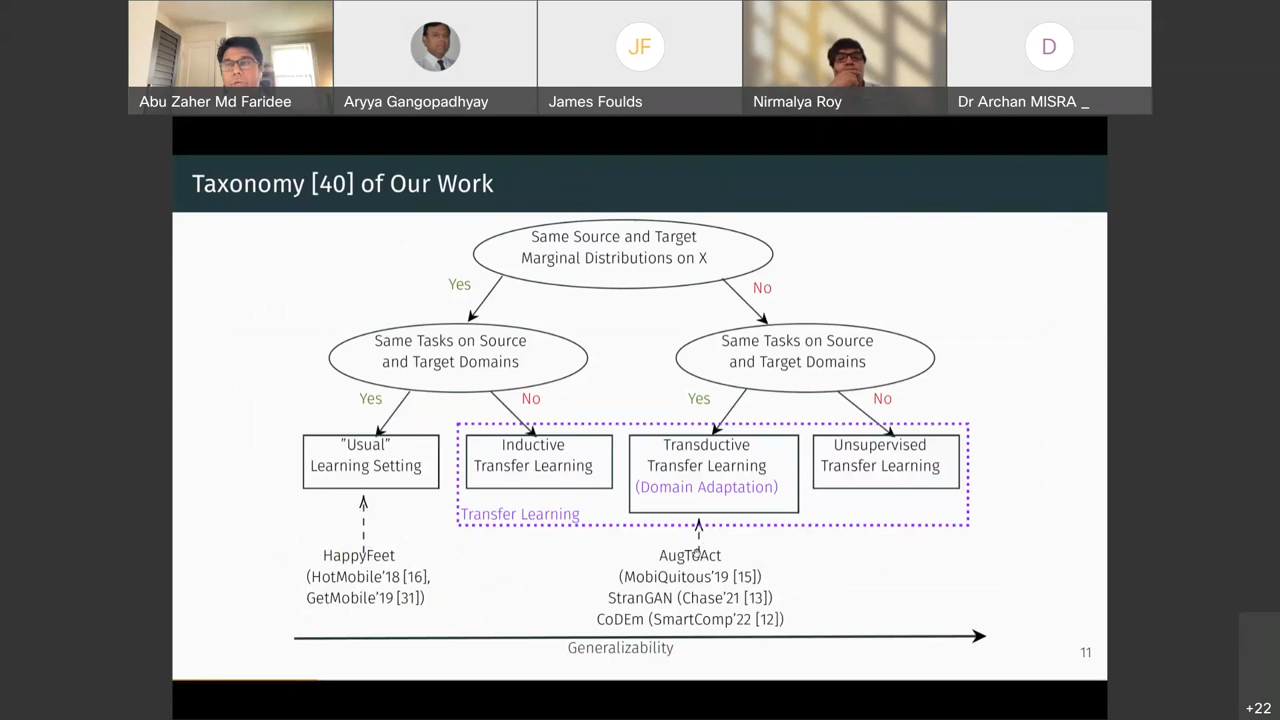 Abu Zaher Md Faridee
Aryya Gangopadhyay
JF
James Foulds
Nirmalya Roy
D
Dr Archan MISRA _
Taxonomy [40] of Our Work
Same Source and Target
Marginal Distributions on X
Yes
No
Same Tasks on Source
and Target Domains
Same Tasks on Source
and Target Domains
Yes
No
Yes
No
"Usual"
Learning Setting
Inductive
Transfer Learning
Transductive
Transfer Learning
(Domain Adaptation)
Unsupervised
Transfer Learning
Transfer Learning
HappyFeet
(HotMobile'18 [16],
GetMobile'19 [31])
AugToAct
(MobiQuitous'19 [15])
StranGAN (Chase'21 [13])
CoDEm (SmartComp'22 [12])
Generalizability
11
+22